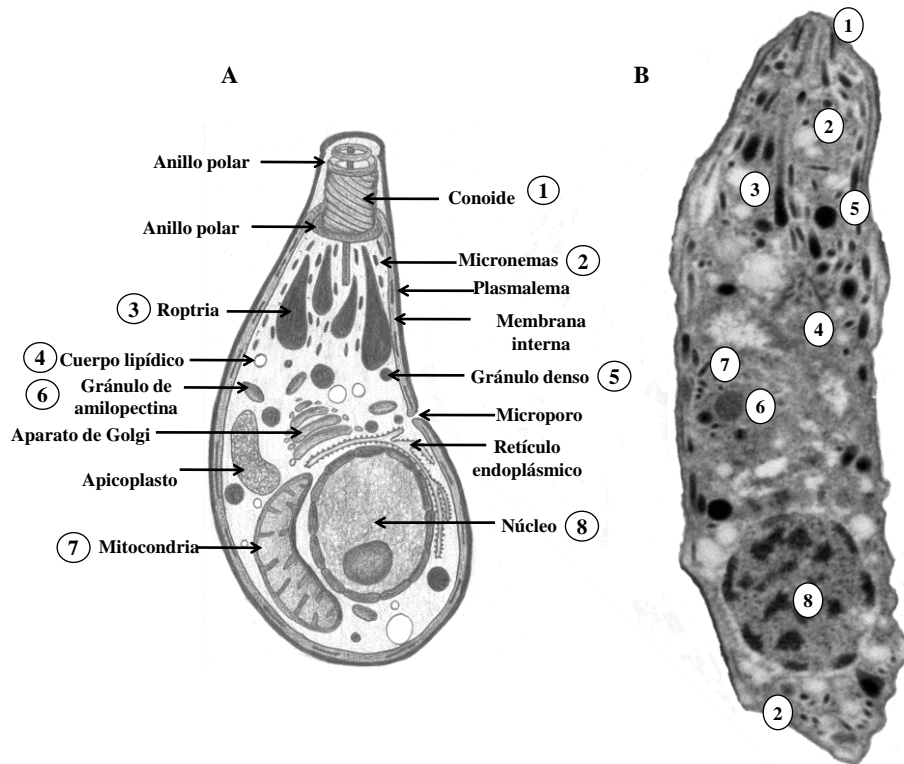 A
Anillo polar
Conoide 1
Anillo polar
Micronemas 2
Plasmalema
3 Roptria
Membrana
interna
4 Cuerpo lipídico
Gránulo denso 5
6 Gránulo de
amilopectina
Microporo
Aparato de Golgi
Retículo
endoplásmico
Apicoplasto
Núcleo 8
7 Mitocondria
B
1
2
3
5
4
7
6
8
2